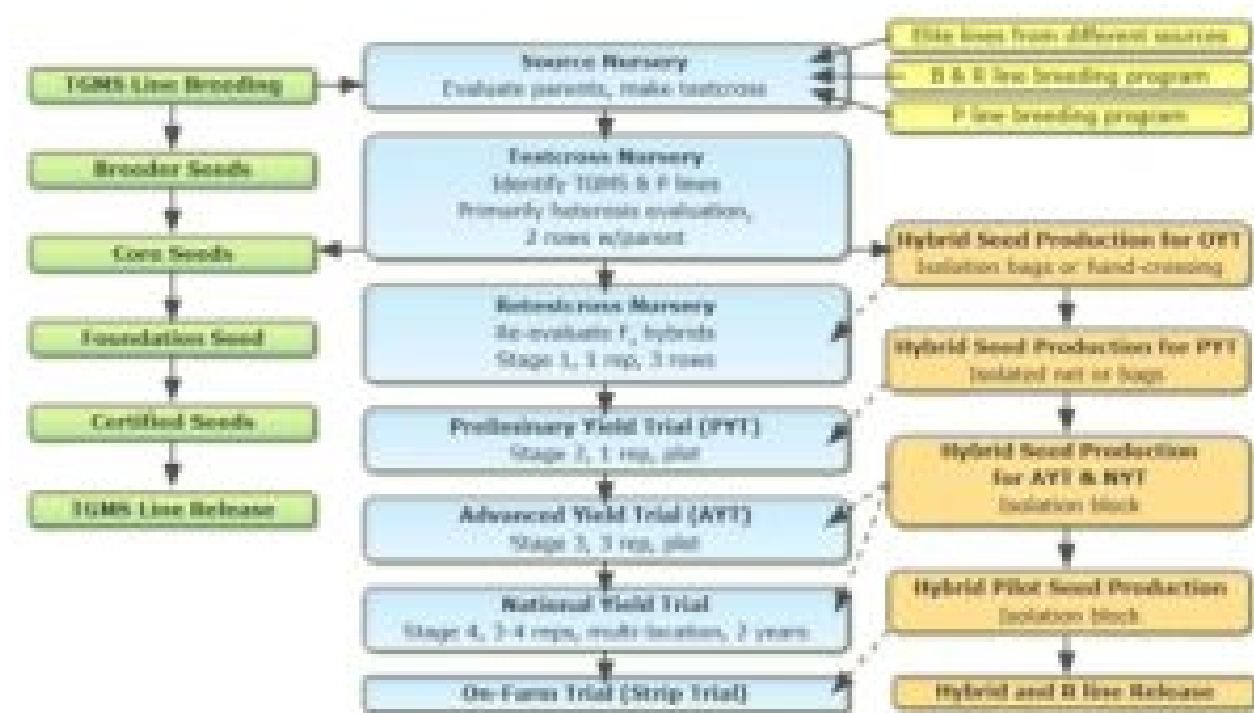 TGMS Line Breeding
Breeder Seeds
Core Seeds
Foundation Seed
Certified Seeds
TGMS Line Release
Source Nursery
Evaluate parents, make testcross
Testcross Nursery
Identify TGMS & P lines
Primarily heterosis evaluation,
2 rows w/parent
Retestcross Nursery
Re-evaluate F₁ hybrids
Stage 1, 1 rep, 3 rows
Preliminary Yield Trial (PYT)
Stage 2, 1 rep, plot
Advanced Yield Trial (AYT)
Stage 3, 3 rep, plot
National Yield Trial
Stage 4, 3-4 reps, multi-location, 2 years
On-Farm Trial (Strip Trial)
Elite lines from different sources
B & R line breeding program
P line breeding program
Hybrid Seed Production for OYT
Isolation bags or hand-crossing
Hybrid Seed Production for PYT
Isolated net or bags
Hybrid Seed Production
for AYT & NYT
Isolation block
Hybrid Pilot Seed Production
Isolation block
Hybrid and R line Release